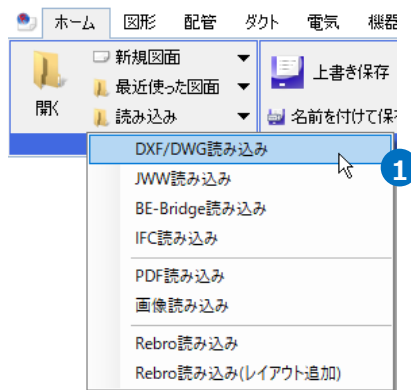 ホーム 図形 配管 ダクト 電気 機器
開く
新規図面
最近使った図面
読み込み
上書き保存
名前を付けて保
DXF/DWG読み込み
1
JWW読み込み
BE-Bridge読み込み
IFC読み込み
PDF読み込み
画像読み込み
Rebro読み込み
Rebro読み込み(レイアウト追加)